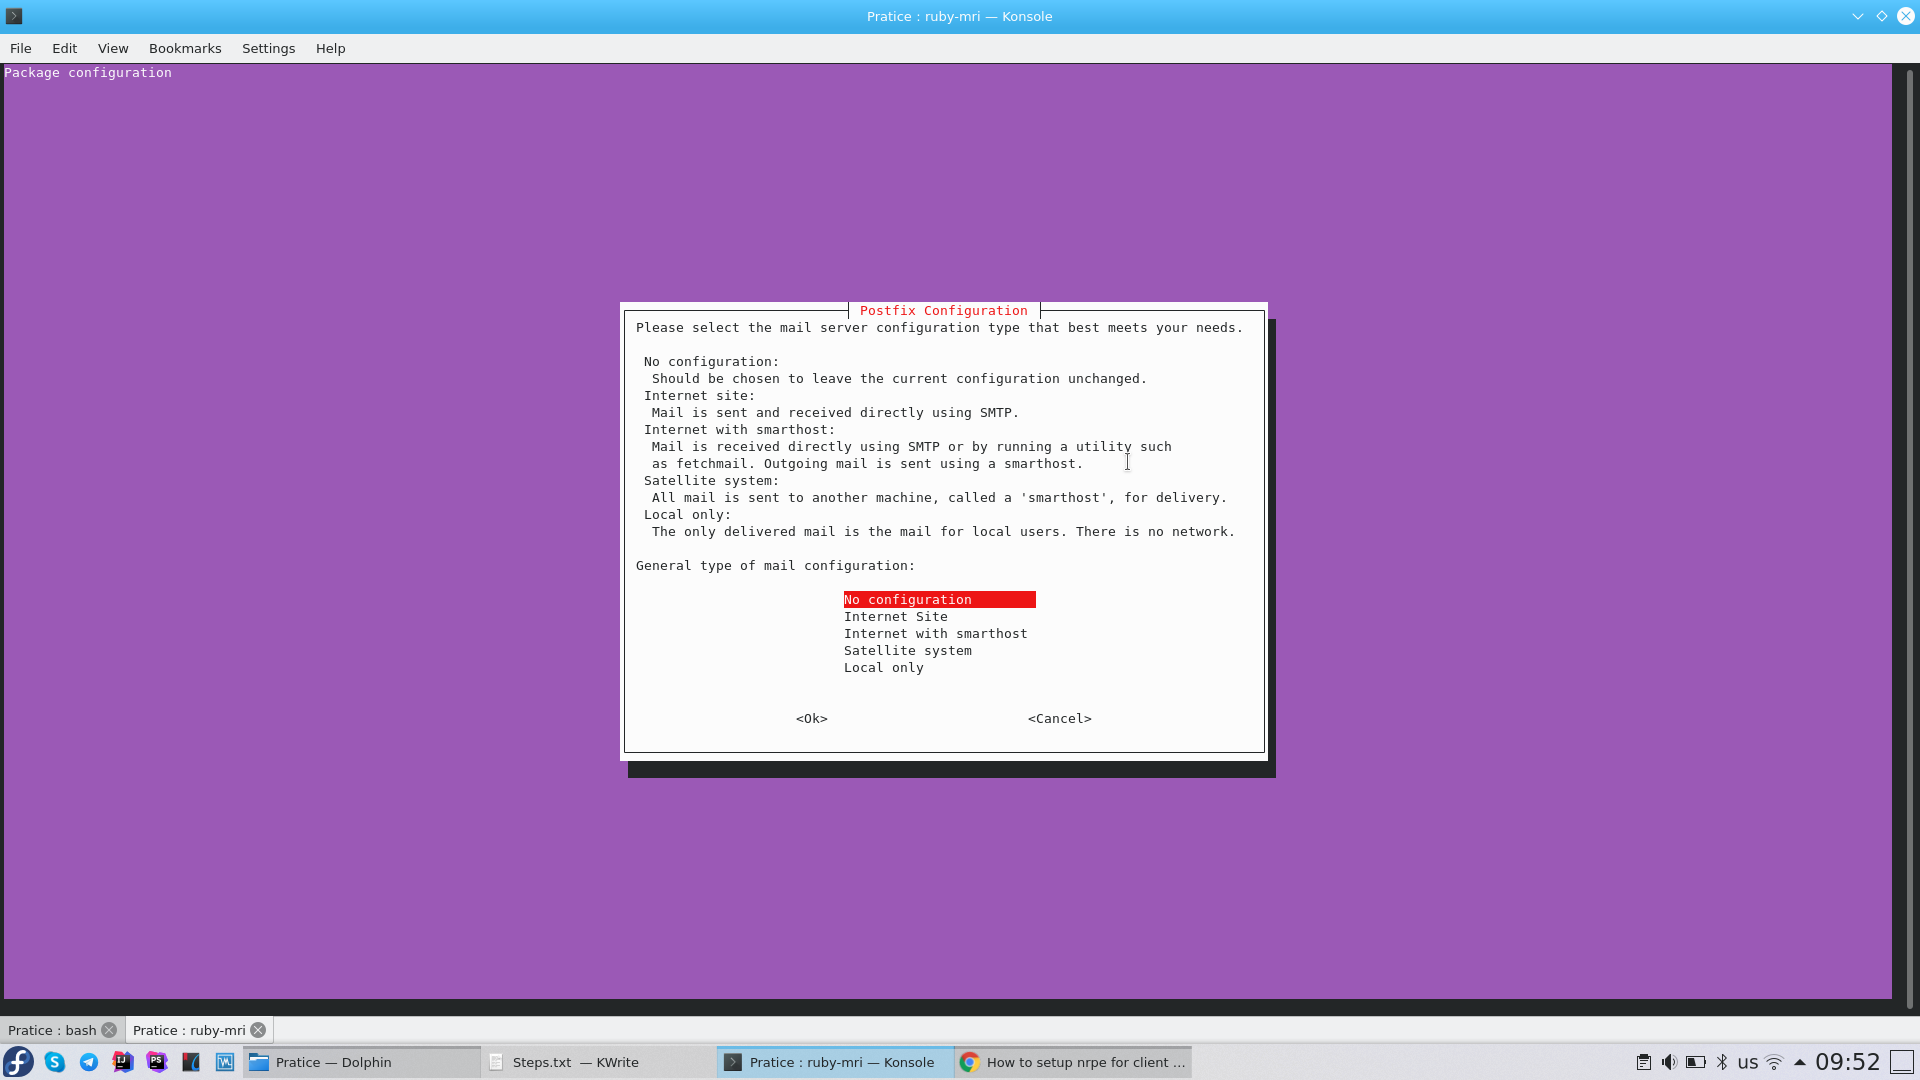 Pratice : ruby-mri — Konsole
File Edit View Bookmarks Settings Help
Package configuration
Postfix Configuration
Please select the mail server configuration type that best meets your needs.
No configuration:
Should be chosen to leave the current configuration unchanged.
Internet site:
Mail is sent and received directly using SMTP.
Internet with smarthost:
Mail is received directly using SMTP or by running a utility such
as fetchmail. Outgoing mail is sent using a smarthost.
Satellite system:
All mail is sent to another machine, called a 'smarthost', for delivery.
Local only:
The only delivered mail is the mail for local users. There is no network.
General type of mail configuration:
No configuration
Internet Site
Internet with smarthost
Satellite system
Local only
<Ok> <Cancel>
Pratice : bash Pratice : ruby-mri
Pratice — Dolphin Steps.txt — KWrite Pratice : ruby-mri — Konsole How to setup nrpe for client ... us 09:52